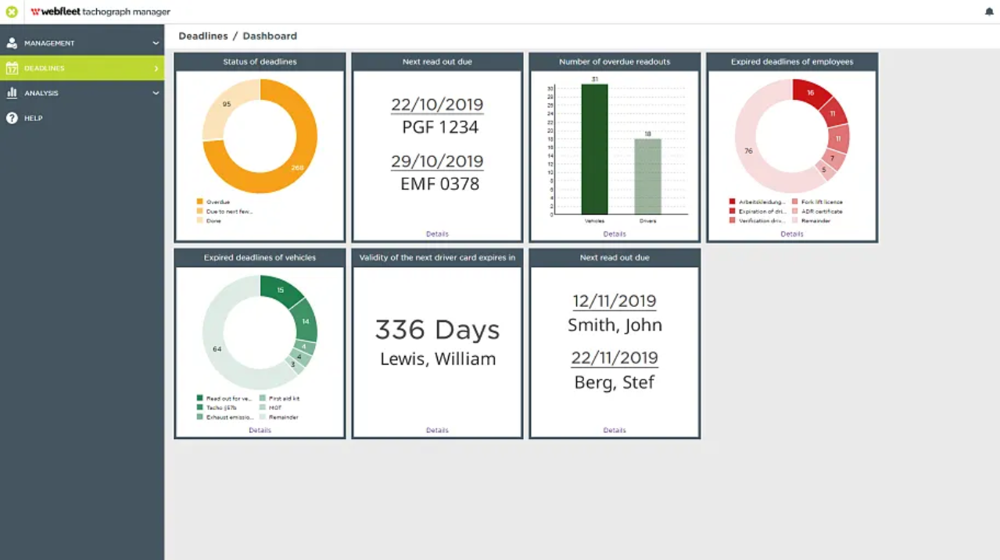 webfleet tachograph manager
MANAGEMENT
17
DEADLINES
ANALYSIS
? HELP
Deadlines / Dashboard
Status of deadlines
95
268
Overdue
Due to next few...
Done
Next read out due
22/10/2019
PGF 1234
29/10/2019
EMF 0378
Details
Number of overdue readouts
31
18
30
28
26
24
22
20
18
16
14
12
10
8
6
4
2
0
Vehicles
Drivers
Details
Expired deadlines of employees
16
11
11
7
5
76
Arbeitskleidung...
Fork lift licence
Expiration of dri...
ADR certificate
Verification driv...
Remainder
Details
Expired deadlines of vehicles
15
14
4
4
3
64
Read out for ve...
First aid kit
Tacho §57b
MOT
Exhaust emissio...
Remainder
Details
Validity of the next driver card expires in
336 Days
Lewis, William
Details
Next read out due
12/11/2019
Smith, John
22/11/2019
Berg, Stef
Details